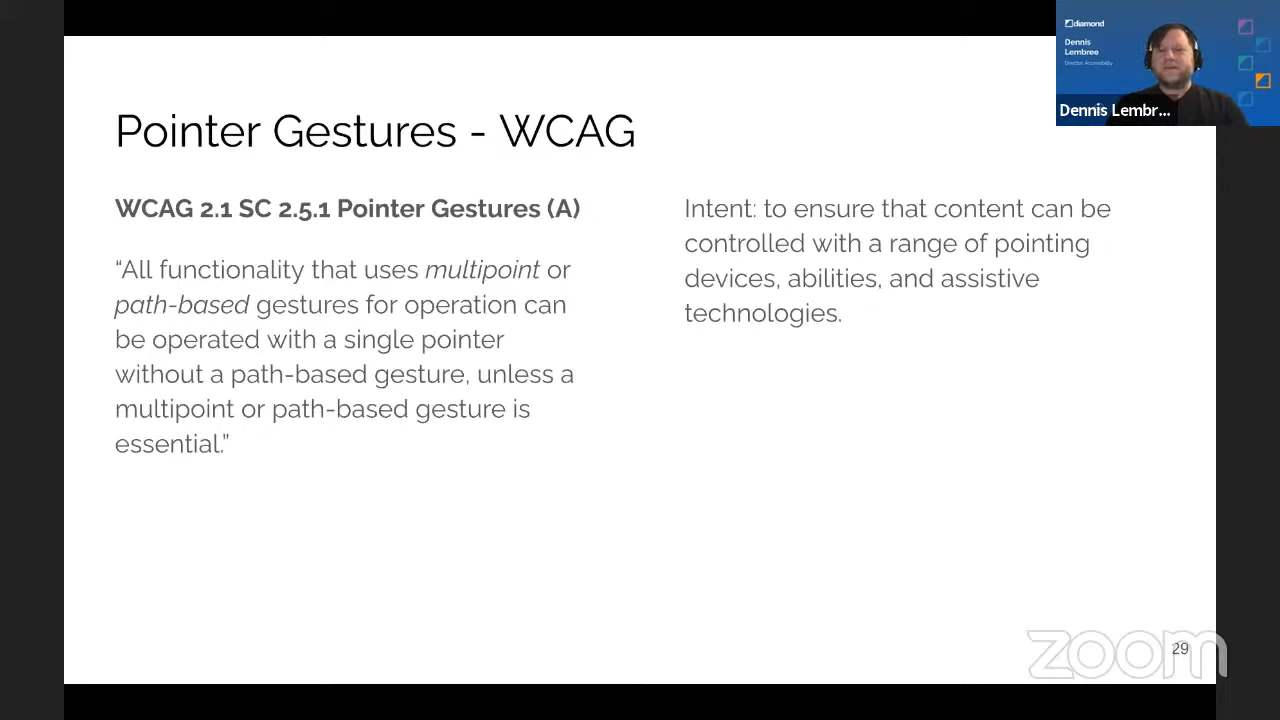 diamond
Dennis
Lembree
Director Accessibility
Dennis Lembr...
Pointer Gestures - WCAG
WCAG 2.1 SC 2.5.1 Pointer Gestures (A)
“All functionality that uses multipoint or
path-based gestures for operation can
be operated with a single pointer
without a path-based gesture, unless a
multipoint or path-based gesture is
essential.”
Intent: to ensure that content can be
controlled with a range of pointing
devices, abilities, and assistive
technologies.
zoom
29